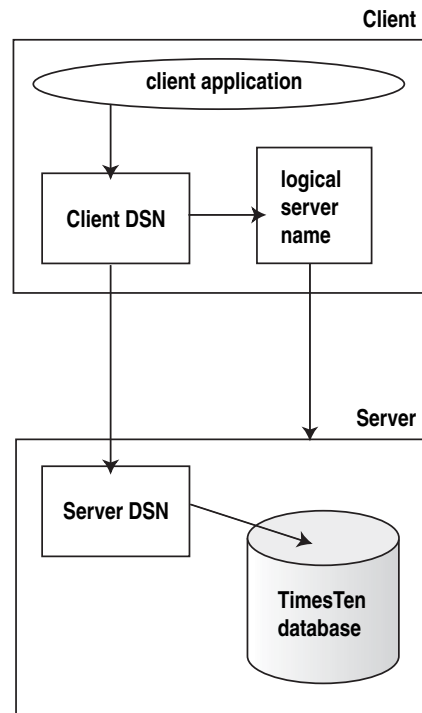 Client
client application
Client DSN
logical
server
name
Server
Server DSN
TimesTen
database